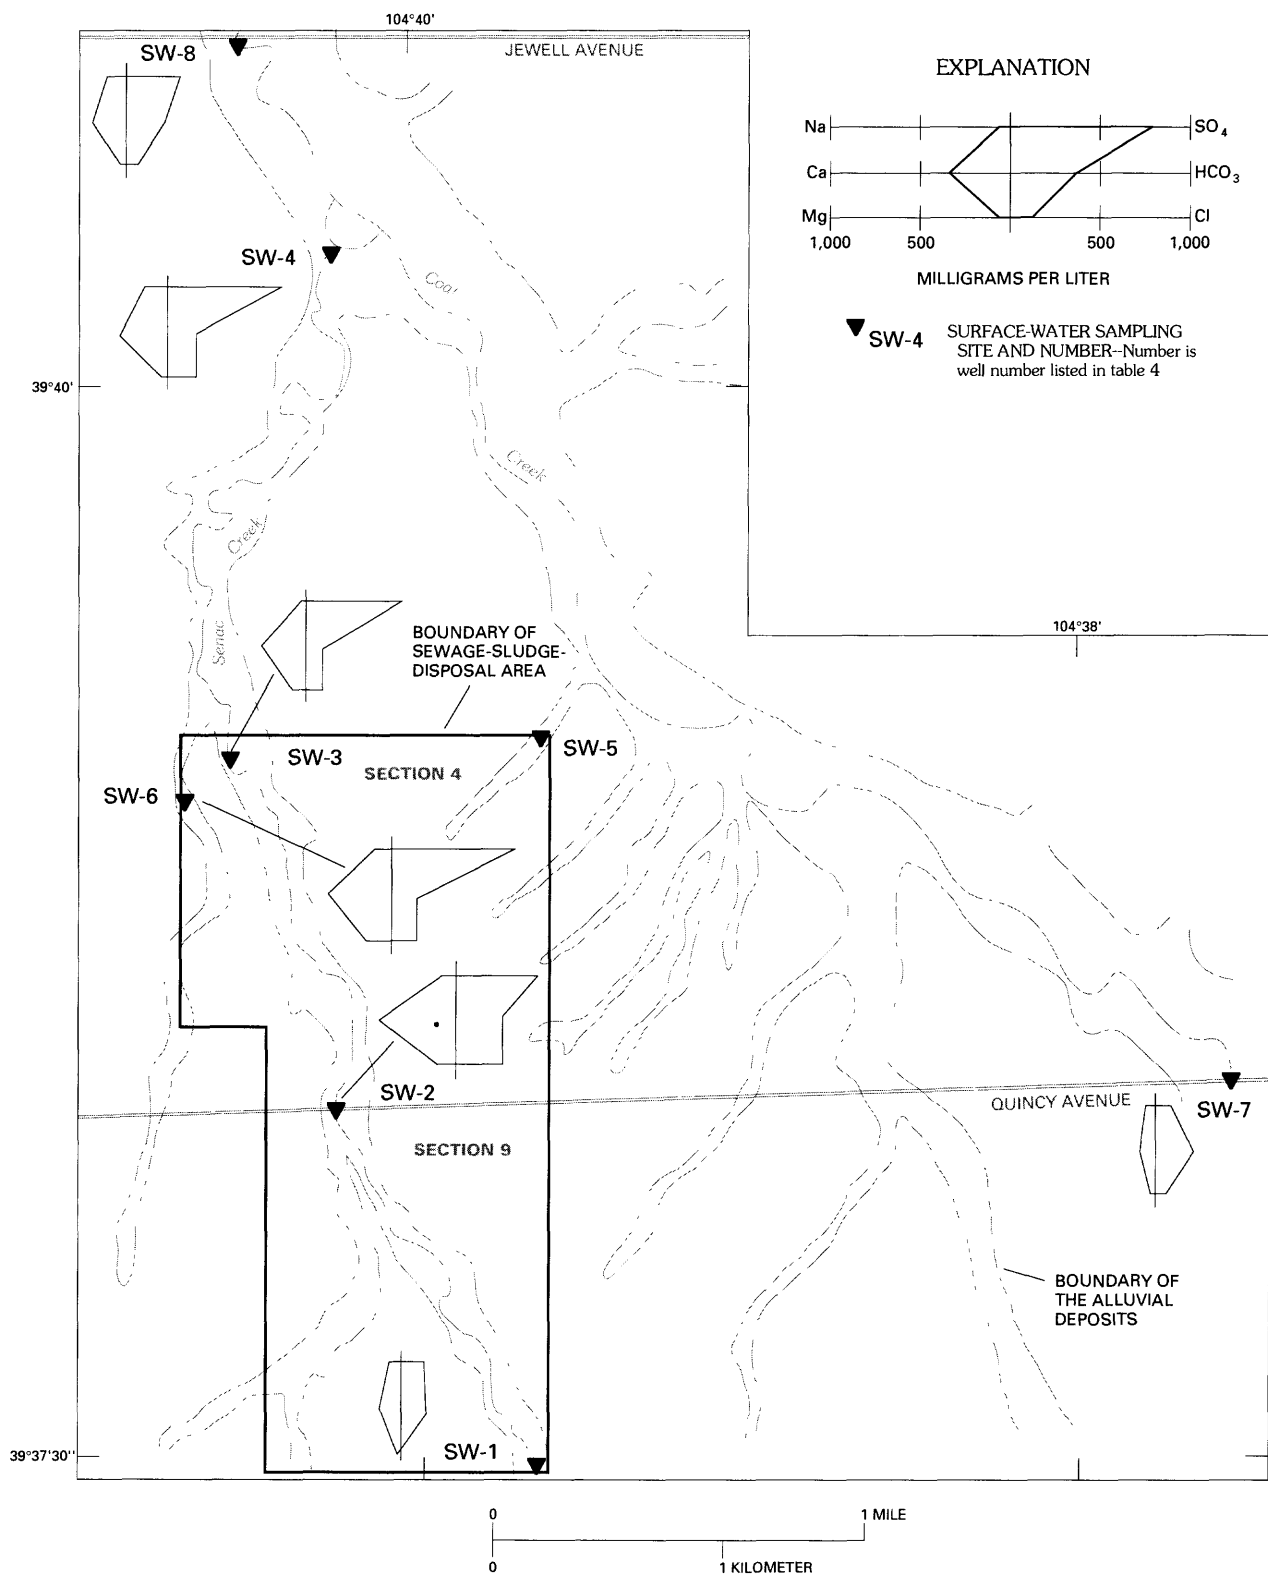 104°40'
SW-8
JEWELL AVENUE
EXPLANATION
Na
SO4
Ca
HCO3
Mg
Cl
1,000
500
500
1,000
MILLIGRAMS PER LITER
SW-4
SURFACE-WATER SAMPLING
SITE AND NUMBER--Number is
well number listed in table 4
SW-4
Coal
39°40'
Creek
Creek
Senac
BOUNDARY OF
SEWAGE-SLUDGE-
DISPOSAL AREA
104°38'
SW-3
SW-5
SECTION 4
SW-6
SW-2
QUINCY AVENUE
SW-7
SECTION 9
BOUNDARY OF
THE ALLUVIAL
DEPOSITS
39°37'30''
SW-1
0
1 MILE
0
1 KILOMETER